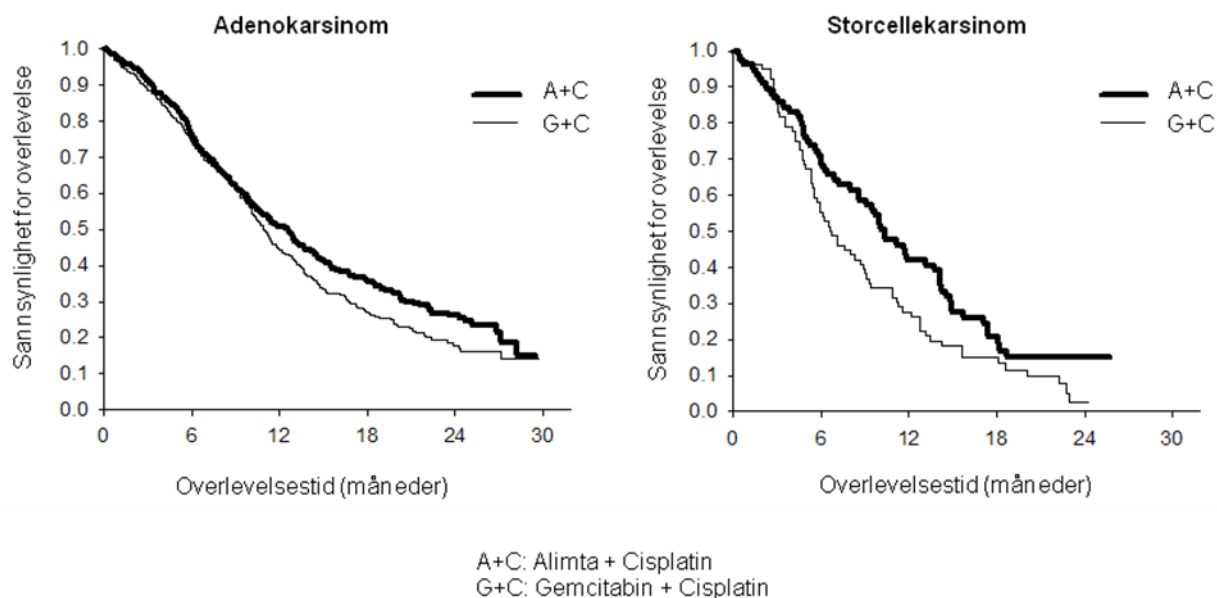 Adenokarsinom
Sannsynlighet for overlevelse
1.0
0.9
0.8
0.7
0.6
0.5
0.4
0.3
0.2
0.1
0.0
A+C
G+C
0 6 12 18 24 30
Overlevelsestid (måneder)
Storcellekarsinom
Sannsynlighet for overlevelse
1.0
0.9
0.8
0.7
0.6
0.5
0.4
0.3
0.2
0.1
0.0
A+C
G+C
0 6 12 18 24 30
Overlevelsestid (måneder)
A+C: Alimta + Cisplatin
G+C: Gemcitabin + Cisplatin